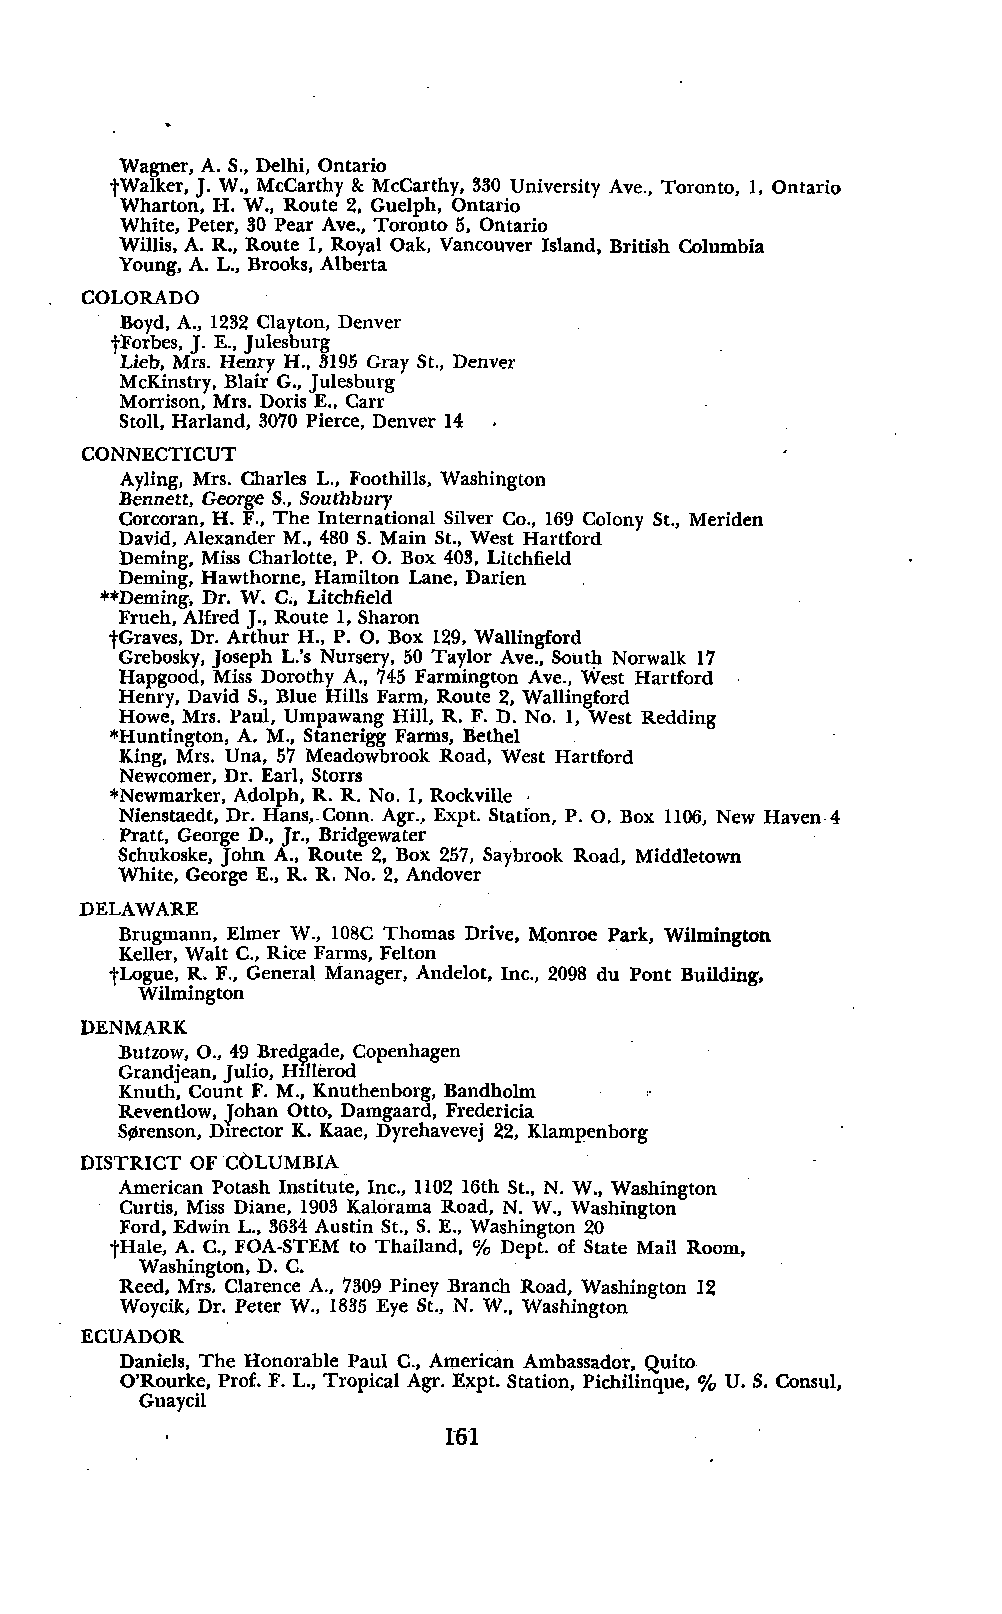 Wagner, A. S., Delhi, Ontario
†Walker, J. W., McCarthy & McCarthy, 330 University Ave., Toronto, 1, Ontario
Wharton, H. W., Route 2, Guelph, Ontario
White, Peter, 30 Pear Ave., Toronto 5, Ontario
Willis, A. R., Route 1, Royal Oak, Vancouver Island, British Columbia
Young, A. L., Brooks, Alberta
COLORADO
Boyd, A., 1232 Clayton, Denver
†Forbes, J. E., Julesburg
Lieb, Mrs. Henry H., 3195 Gray St., Denver
McKinstry, Blair G., Julesburg
Morrison, Mrs. Doris E., Carr
Stoll, Harland, 3070 Pierce, Denver 14
CONNECTICUT
Ayling, Mrs. Charles L., Foothills, Washington
Bennett, George S., Southbury
Corcoran, H. F., The International Silver Co., 169 Colony St., Meriden
David, Alexander M., 480 S. Main St., West Hartford
Deming, Miss Charlotte, P. O. Box 403, Litchfield
Deming, Hawthorne, Hamilton Lane, Darien
**Deming, Dr. W. C., Litchfield
Frueh, Alfred J., Route 1, Sharon
†Graves, Dr. Arthur H., P. O. Box 129, Wallingford
Grebosky, Joseph L.'s Nursery, 50 Taylor Ave., South Norwalk 17
Hapgood, Miss Dorothy A., 745 Farmington Ave., West Hartford
Henry, David S., Blue Hills Farm, Route 2, Wallingford
Howe, Mrs. Paul, Umpawang Hill, R. F. D. No. 1, West Redding
*Huntington, A. M., Stanerigg Farms, Bethel
King, Mrs. Una, 57 Meadowbrook Road, West Hartford
Newcomer, Dr. Earl, Storrs
*Newmarker, Adolph, R. R. No. 1, Rockville
Nienstaedt, Dr. Hans, Conn. Agr., Expt. Station, P. O. Box 1106, New Haven 4
Pratt, George D., Jr., Bridgewater
Schukoske, John A., Route 2, Box 257, Saybrook Road, Middletown
White, George E., R. R. No. 2, Andover
DELAWARE
Brugmann, Elmer W., 108C Thomas Drive, Monroe Park, Wilmington
Keller, Walt C., Rice Farms, Felton
†Logue, R. F., General Manager, Andelot, Inc., 2098 du Pont Building,
Wilmington
DENMARK
Butzow, O., 49 Bredgade, Copenhagen
Grandjean, Julio, Hillerod
Knuth, Count F. M., Knuthenborg, Bandholm
Reventlow, Johan Otto, Damgaard, Fredericia
Sørenson, Director K. Kaae, Dyrehavevej 22, Klampenborg
DISTRICT OF COLUMBIA
American Potash Institute, Inc., 1102 16th St., N. W., Washington
Curtis, Miss Diane, 1903 Kalorama Road, N. W., Washington
Ford, Edwin L., 3634 Austin St., S. E., Washington 20
†Hale, A. C., FOA-STEM to Thailand, % Dept. of State Mail Room,
Washington, D. C.
Reed, Mrs. Clarence A., 7309 Piney Branch Road, Washington 12
Woycik, Dr. Peter W., 1835 Eye St., N. W., Washington
ECUADOR
Daniels, The Honorable Paul C., American Ambassador, Quito
O'Rourke, Prof. F. L., Tropical Agr. Expt. Station, Pichilinque, % U. S. Consul,
Guaycil
161